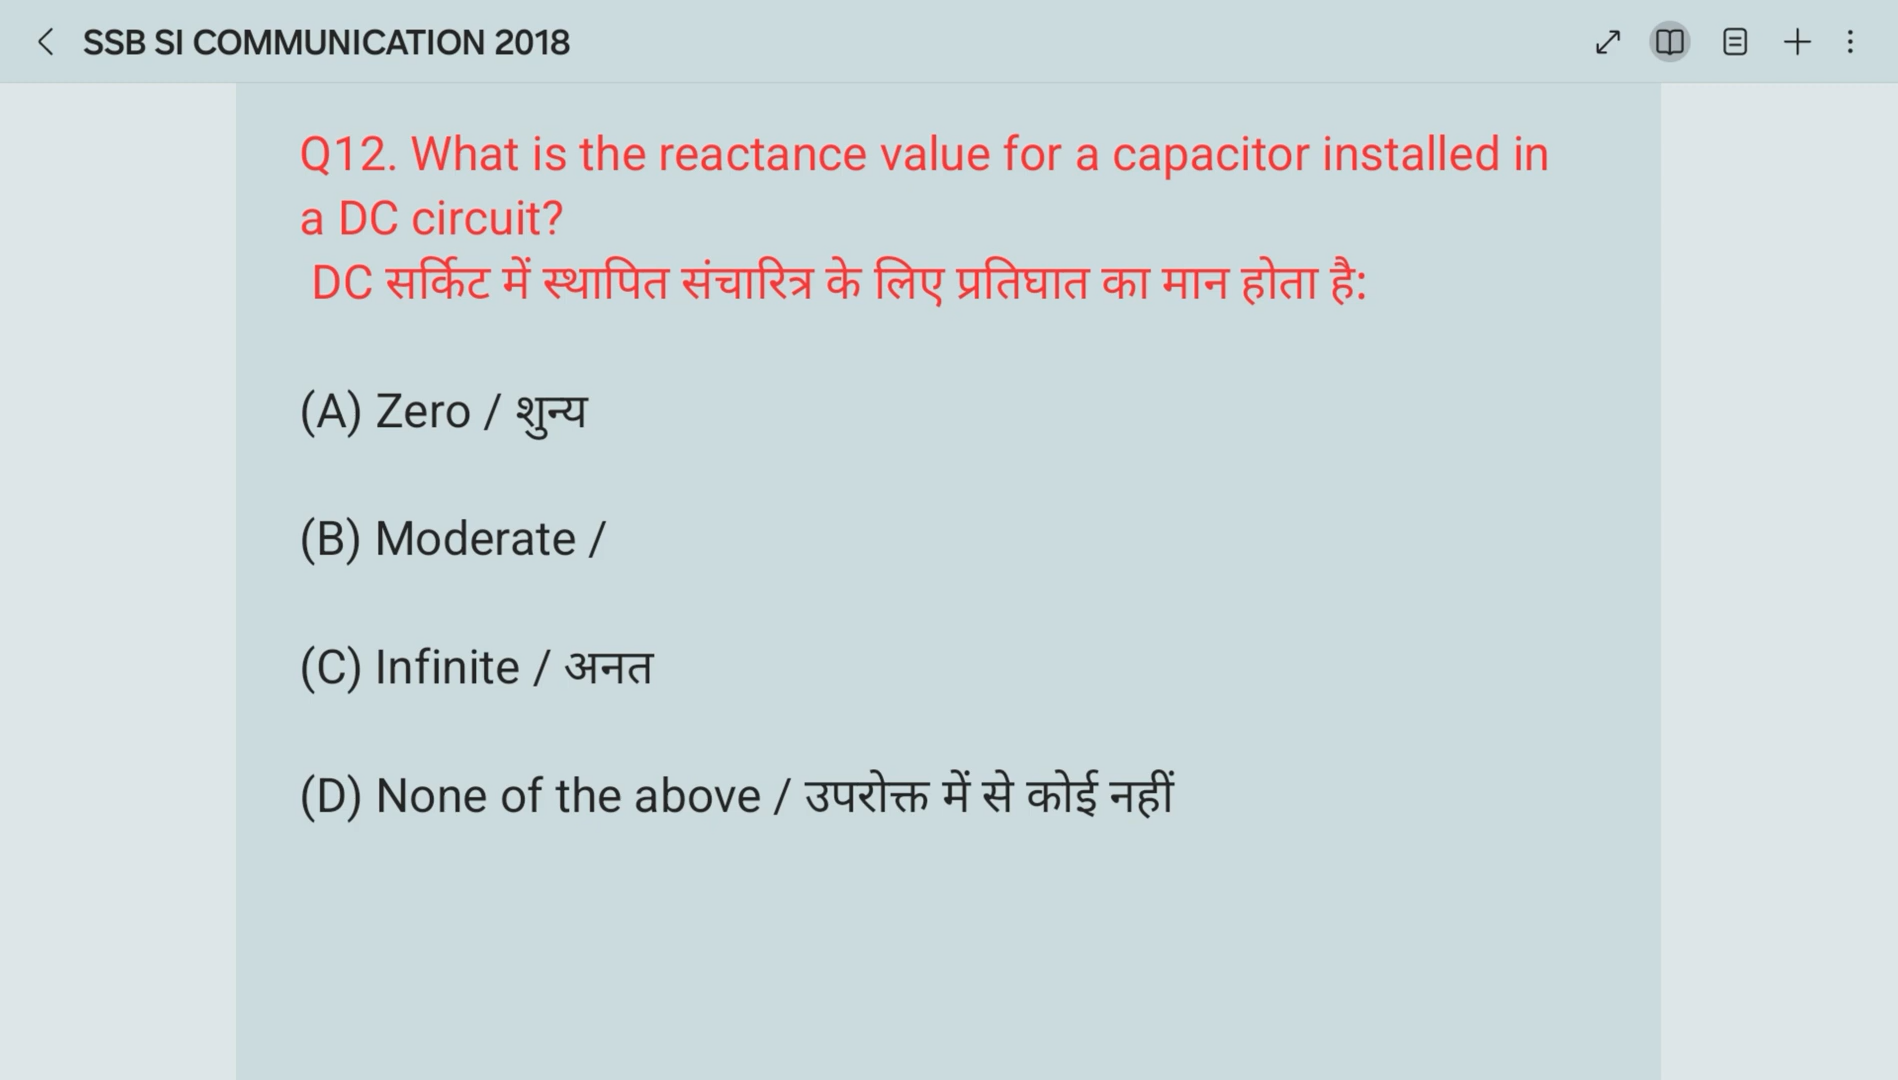 SSB SI COMMUNICATION 2018
Q12. What is the reactance value for a capacitor installed in
a DC circuit?
DC सर्किट में स्थापित संचारित्र के लिए प्रतिघात का मान होता है:
(A) Zero / शुन्य
(B) Moderate /
(C) Infinite / अनत
(D) None of the above / उपरोक्त में से कोई नहीं